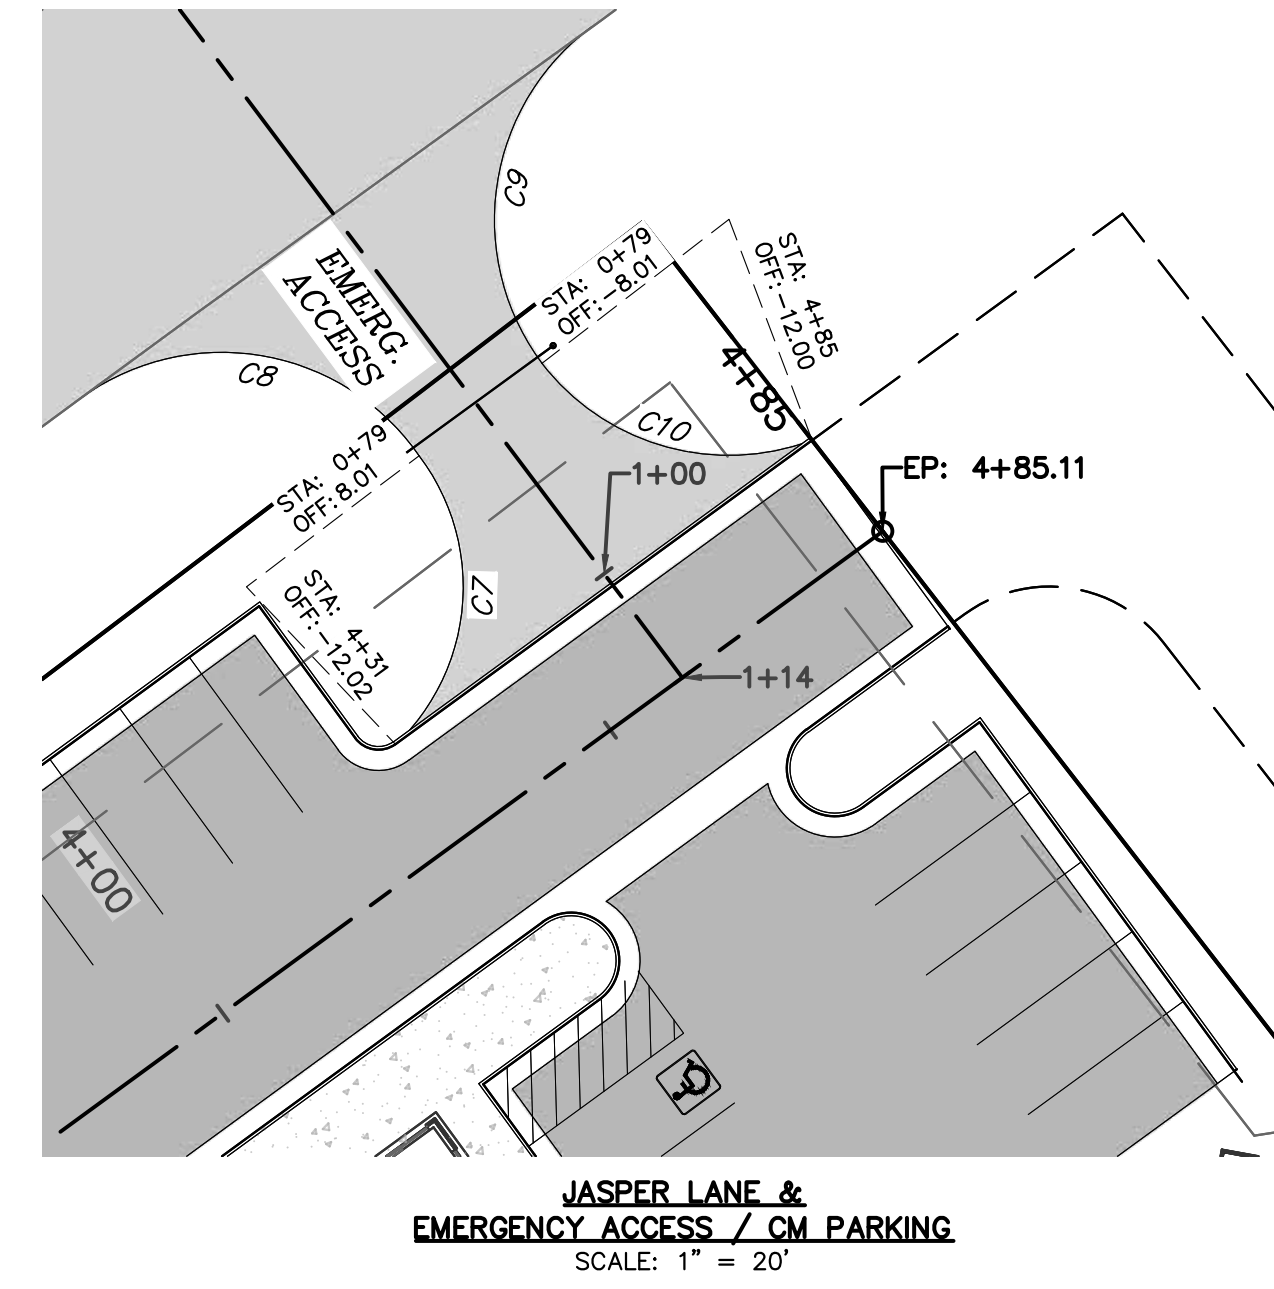 C9
STA: 0+79
OFF:-8.01
STA: 4+85
OFF:-12.00
EMERG.
ACCESS
C8
4+85
C10
STA: 0+79
OFF: 8.01
1+00
EP: 4+85.11
C7
STA: 4+31
OFF:-12.02
1+14
4+00
JASPER LANE &
EMERGENCY ACCESS / CM PARKING
SCALE: 1" = 20'